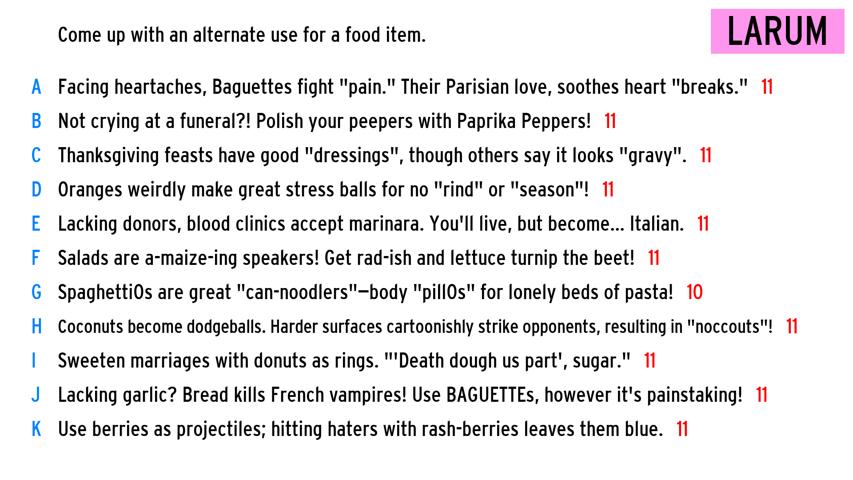 Come up with an alternate use for a food item.
LARUM
A Facing heartaches, Baguettes fight "pain." Their Parisian love, soothes heart "breaks." 11
B Not crying at a funeral?! Polish your peepers with Paprika Peppers! 11
C Thanksgiving feasts have good "dressings", though others say it looks "gravy". 11
D Oranges weirdly make great stress balls for no "rind" or "season"! 11
E Lacking donors, blood clinics accept marinara. You'll live, but become... Italian. 11
F Salads are a-maize-ing speakers! Get rad-ish and lettuce turnip the beet! 11
G SpaghettiOs are great "can-noodlers"—body "pillOs" for lonely beds of pasta! 10
H Coconuts become dodgeballs. Harder surfaces cartoonishly strike opponents, resulting in "noccouts"! 11
I Sweeten marriages with donuts as rings. "'Death dough us part', sugar." 11
J Lacking garlic? Bread kills French vampires! Use BAGUETTEs, however it's painstaking! 11
K Use berries as projectiles; hitting haters with rash-berries leaves them blue. 11